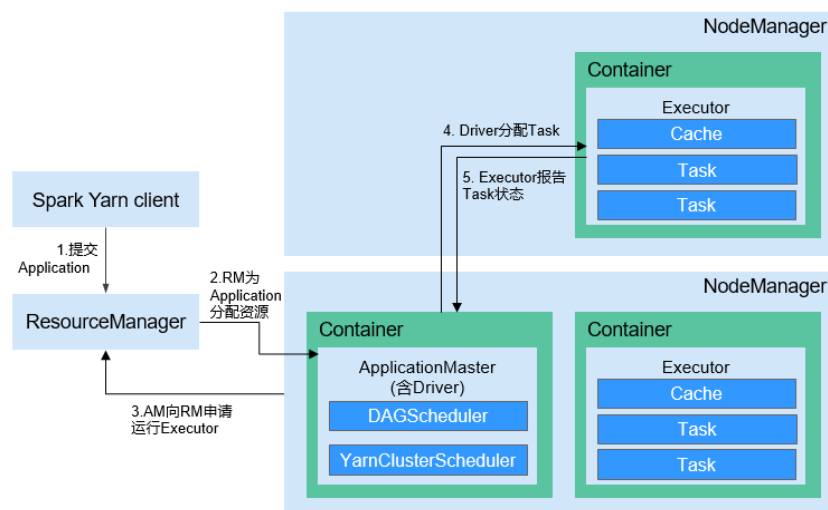 NodeManager
Container
Executor
Cache
Task
Task
4. Driver分配Task
5. Executor报告
Task状态
Spark Yarn client
1.提交
Application
ResourceManager
2.RM为
Application
分配资源
3.AM向RM申请
运行Executor
NodeManager
Container
ApplicationMaster
(含Driver)
DAGScheduler
YarnClusterScheduler
Container
Executor
Cache
Task
Task